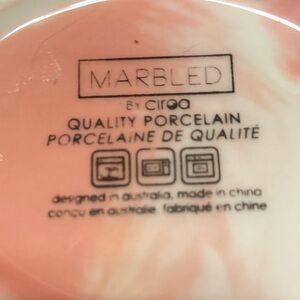 MARBLED
BY ciroa
QUALITY PORCELAIN
PORCELAINE DE QUALITÉ
designed in australia, made in china
conçu en australie, fabriqué en chine